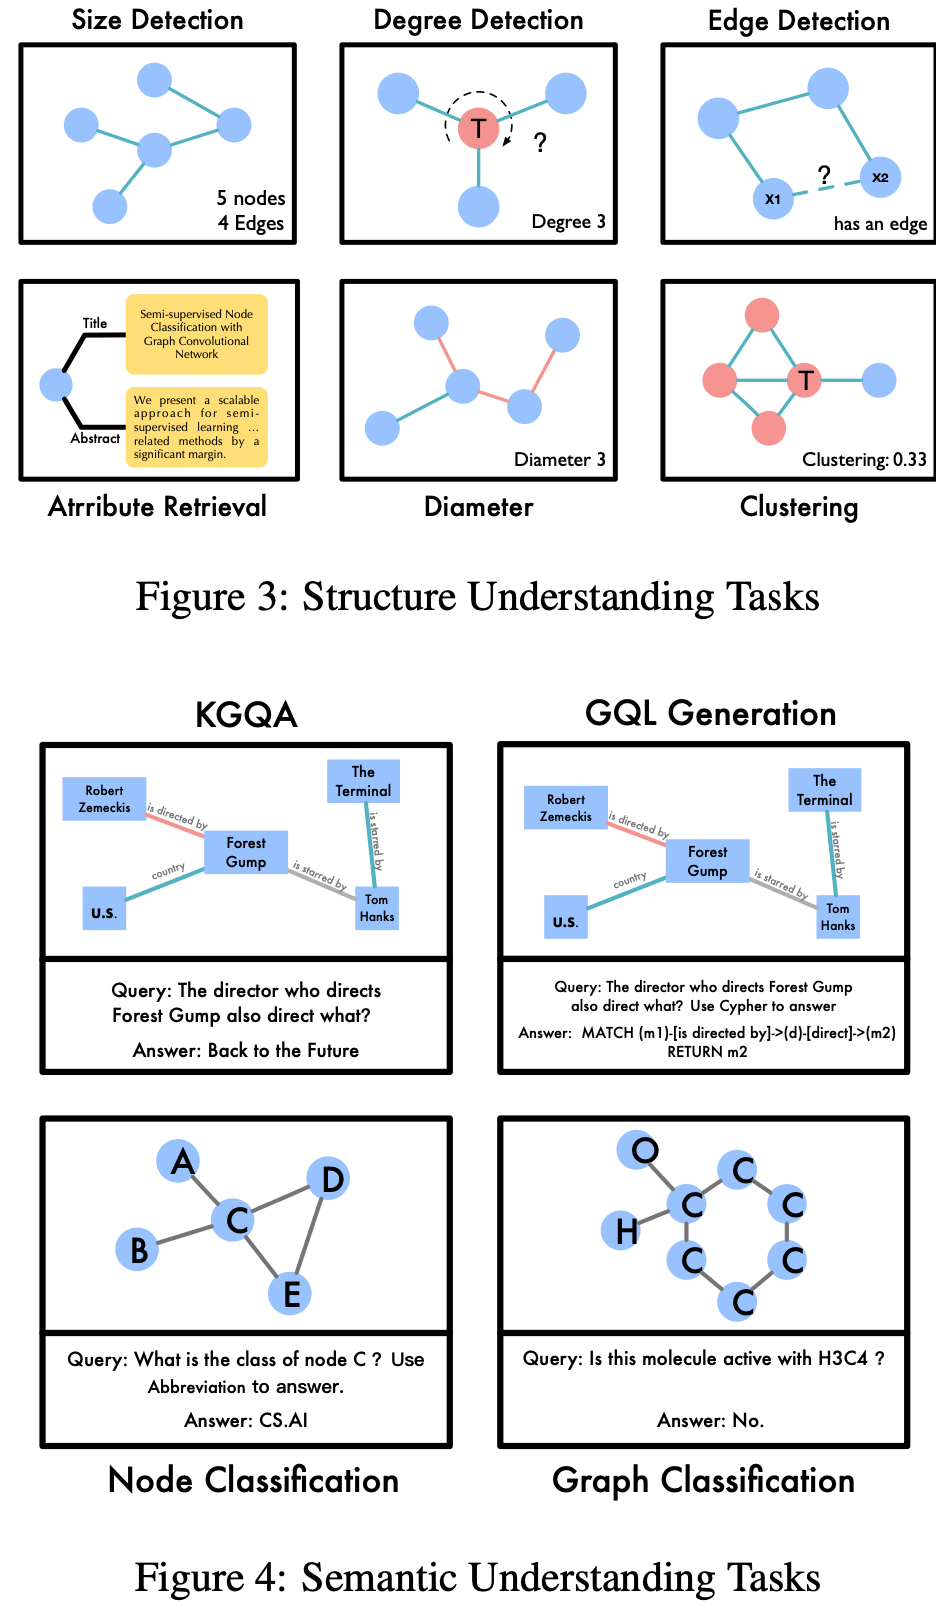 Size Detection
Degree Detection
Edge Detection
5 nodes
4 Edges
T
?
Degree 3
X1
?
X2
has an edge
Title
Semi-supervised Node
Classification with
Graph Convolutional
Network
We present a scalable
approach for semi-
supervised learning ...
related methods by a
significant margin.
Abstract
Diameter 3
T
Clustering: 0.33
Atrribute Retrieval
Diameter
Clustering
Figure 3: Structure Understanding Tasks
KGQA
GQL Generation
Robert
Zemeckis
is directed by
The
Terminal
is starred by
Forest
Gump
country
is starred by
U.S.
Tom
Hanks
Query: The director who directs
Forest Gump also direct what?
Answer: Back to the Future
Robert
Zemeckis
is directed by
The
Terminal
is starred by
Forest
Gump
country
is starred by
U.S.
Tom
Hanks
Query: The director who directs Forest Gump
also direct what? Use Cypher to answer
Answer: MATCH (m1)-[is directed by]->(d)-[direct]->(m2)
RETURN m2
A
D
C
B
E
Query: What is the class of node C ? Use
Abbreviation to answer.
Answer: CS.AI
O
C
C
C
H
C
C
C
Query: Is this molecule active with H3C4 ?
Answer: No.
Node Classification
Graph Classification
Figure 4: Semantic Understanding Tasks